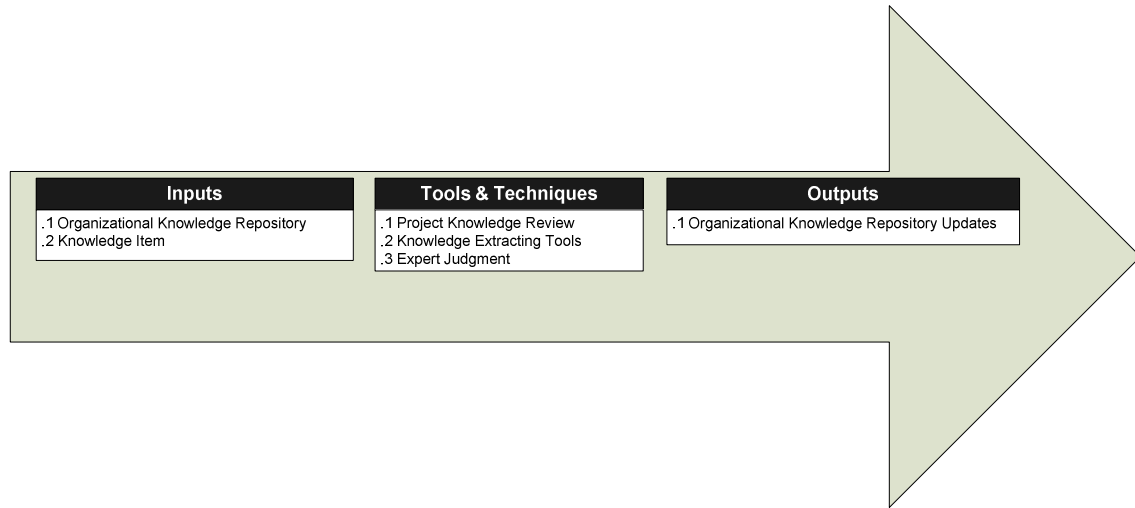 Inputs
.1 Organizational Knowledge Repository
.2 Knowledge Item
Tools & Techniques
.1 Project Knowledge Review
.2 Knowledge Extracting Tools
.3 Expert Judgment
Outputs
.1 Organizational Knowledge Repository Updates